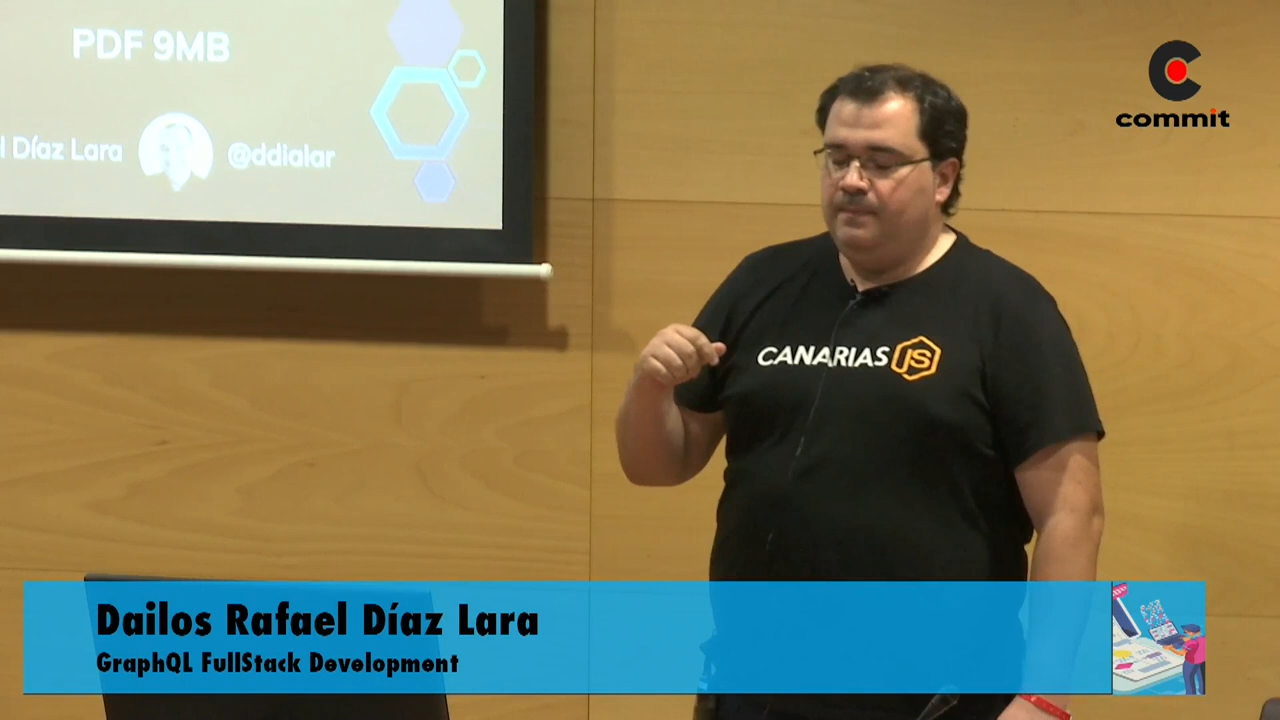 PDF 9MB
l Díaz Lara
@ddialar
commit
CANARIAS JS
Dailos Rafael Díaz Lara
GraphQL FullStack Development